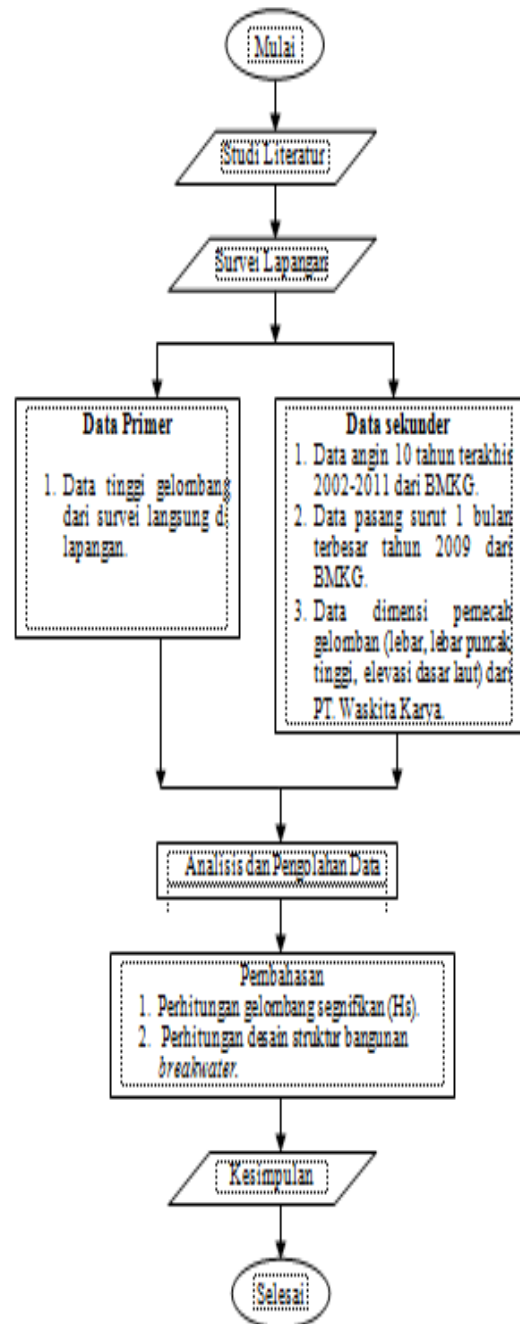 Mulai
Studi Literatur
Survei Lapangan
Data Primer
1. Data tinggi gelombang
dari survei langsung di
lapangan.
Data sekunder
1. Data angin 10 tahun terakhir
2002-2011 dari BMKG.
2. Data pasang surut 1 bulan
terbesar tahun 2009 dari
BMKG.
3. Data dimensi pemecah
gelomban (lebar, lebar puncak
tinggi, elevasi dasar laut) dari
PT. Waskita Karya.
Analisis dan Pengolahan Data
Pembahasan
1. Perhitungan gelombang segnifikan (Hs).
2. Perhitungan desain struktur bangunan
breakwater.
Kesimpulan
Selesai